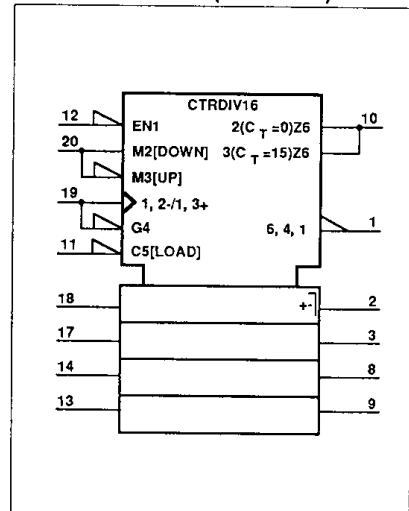 CTRDIV16
12 EN1 2(CT=0)Z6 10
20 M2[DOWN] 3(CT=15)Z6
M3[UP]
19 1, 2-/1, 3+
G4 6, 4, 1 1
11 C5[LOAD]
18 +- 2
17 3
14 8
13 9